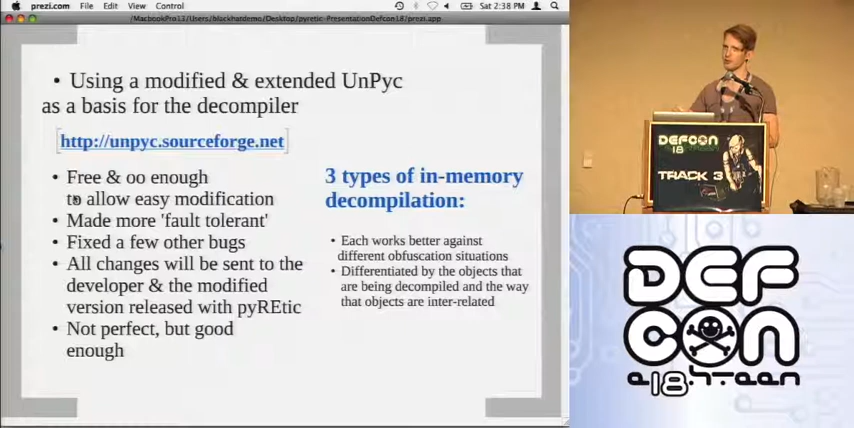 prezi.com File Edit View Control
Sat 2:38 PM
/MacbookPro13/Users/blackhatdemo/Desktop/pyretic-PresentationDefcon18/prezi.app
• Using a modified & extended UnPyc
as a basis for the decompiler
http://unpyc.sourceforge.net
• Free & oo enough
to allow easy modification
• Made more 'fault tolerant'
• Fixed a few other bugs
• All changes will be sent to the
developer & the modified
version released with pyREtic
• Not perfect, but good
enough
3 types of in-memory
decompilation:
• Each works better against
different obfuscation situations
• Differentiated by the objects that
are being decompiled and the way
that objects are inter-related
DEFCON
18
TRACK 3
DEF
CON
e18h-teen